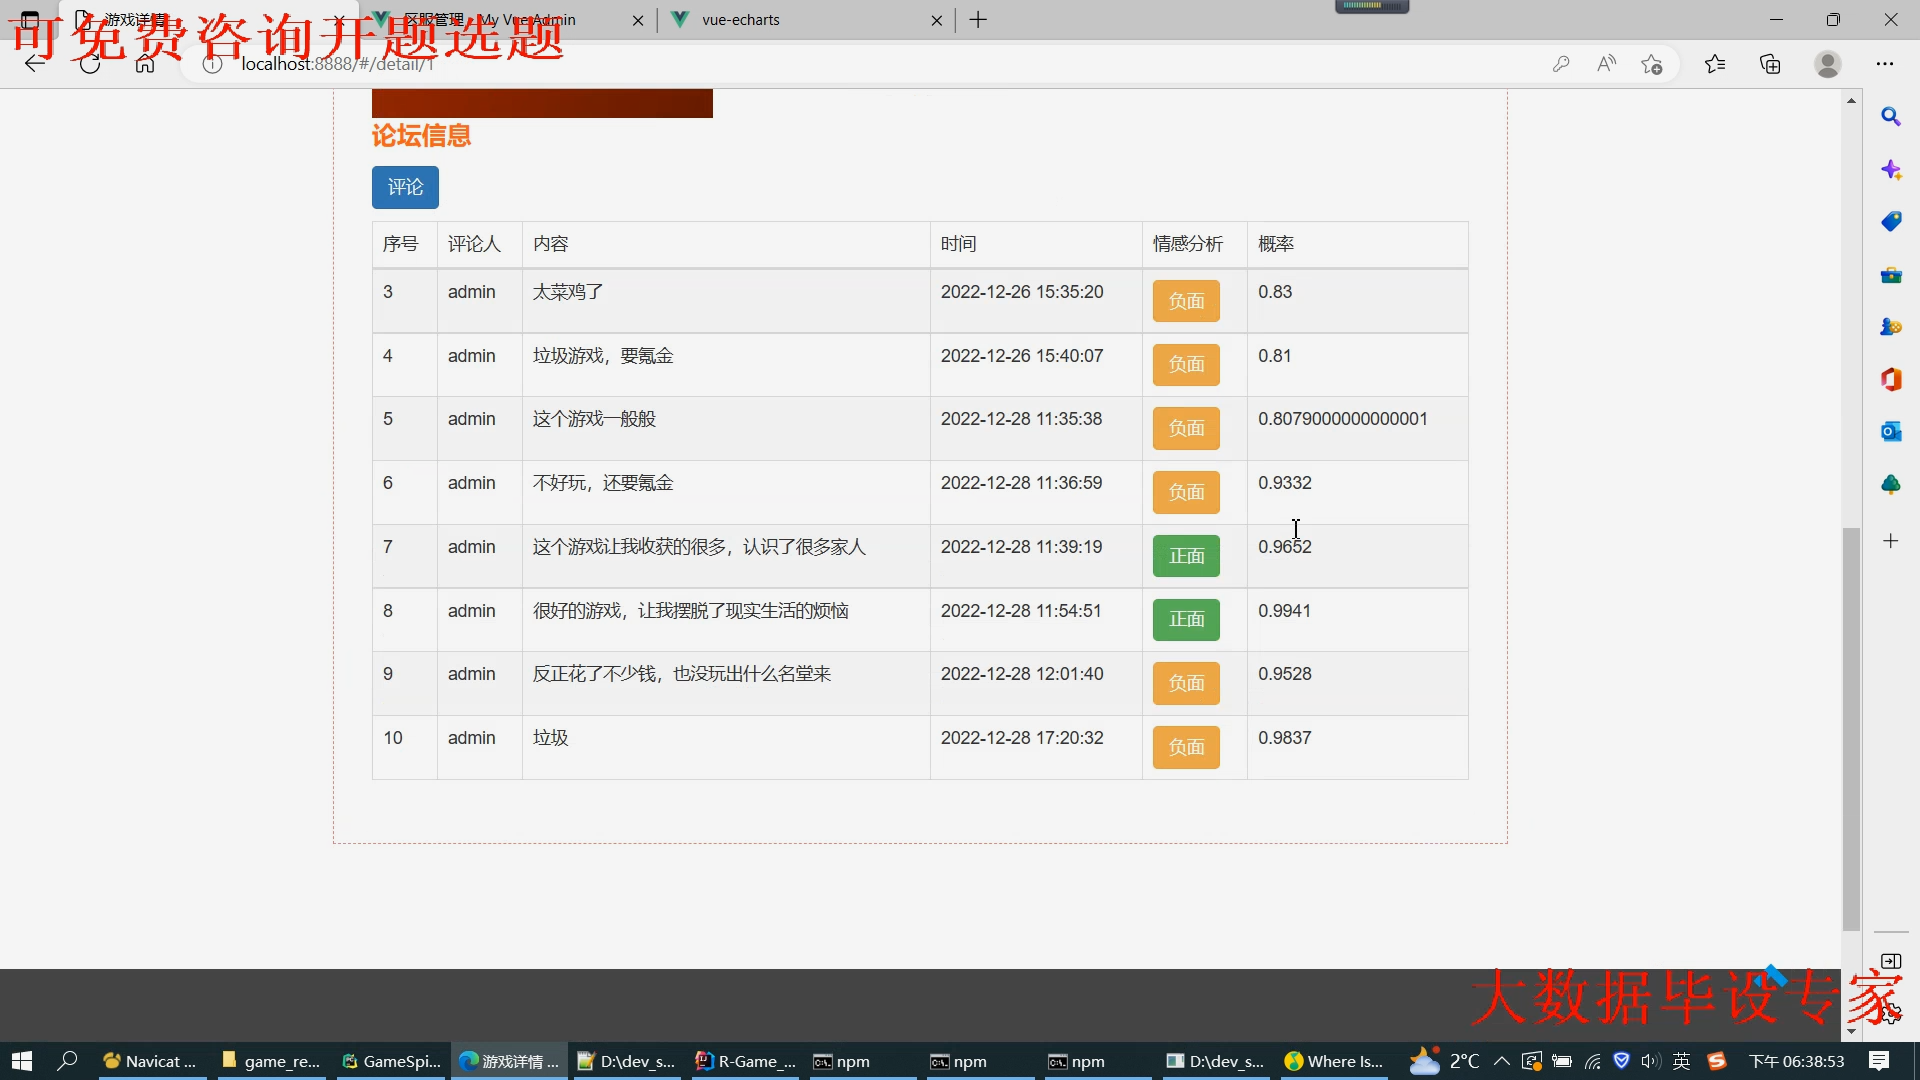 游戏详情
区服管理 - My Vue Admin
vue-echarts
可免费咨询开题选题
localhost:8888/#/detail/1
论坛信息
评论
序号 评论人 内容 时间 情感分析 概率
3 admin 太菜鸡了 2022-12-26 15:35:20 负面 0.83
4 admin 垃圾游戏，要氪金 2022-12-26 15:40:07 负面 0.81
5 admin 这个游戏一般般 2022-12-28 11:35:38 负面 0.8079000000000001
6 admin 不好玩，还要氪金 2022-12-28 11:36:59 负面 0.9332
7 admin 这个游戏让我收获的很多，认识了很多家人 2022-12-28 11:39:19 正面 0.9652
8 admin 很好的游戏，让我摆脱了现实生活的烦恼 2022-12-28 11:54:51 正面 0.9941
9 admin 反正花了不少钱，也没玩出什么名堂来 2022-12-28 12:01:40 负面 0.9528
10 admin 垃圾 2022-12-28 17:20:32 负面 0.9837
大数据毕设专家
Navicat ... game_re... GameSpi... 游戏详情 ... D:\dev_s... R-Game_... npm npm npm D:\dev_s... Where Is... 2°C 英 下午 06:38:53